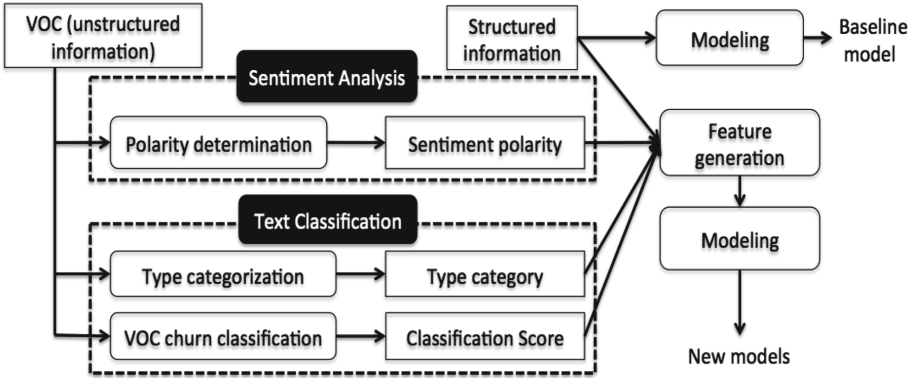 VOC (unstructured
information)
Structured
information
Modeling
Baseline
model
Sentiment Analysis
Polarity determination
Sentiment polarity
Feature
generation
Text Classification
Modeling
Type categorization
Type category
VOC churn classification
Classification Score
New models